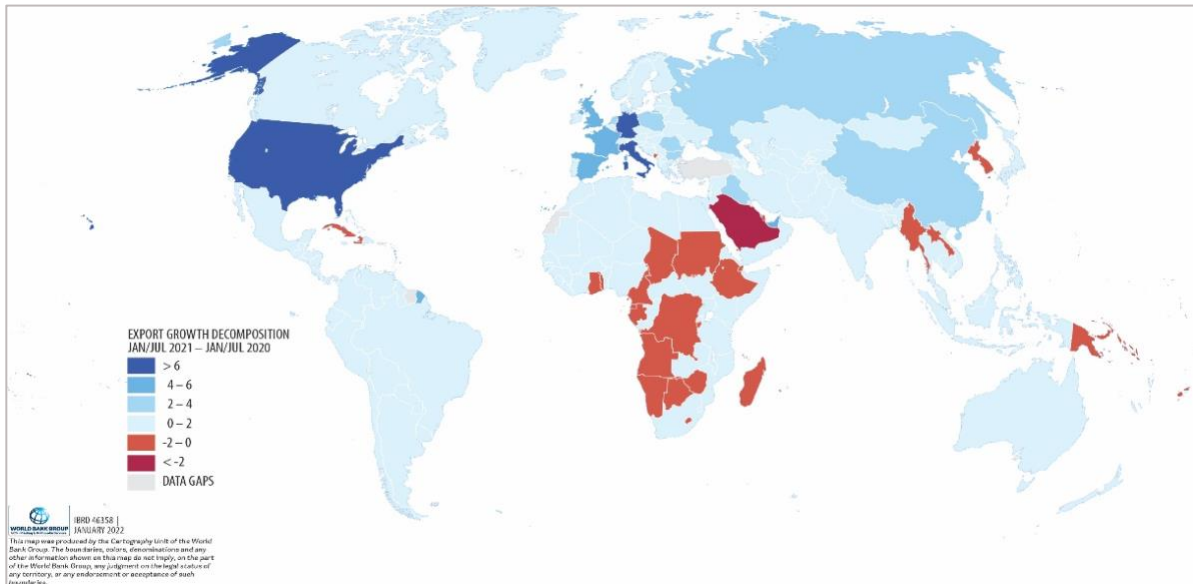 EXPORT GROWTH DECOMPOSITION
JAN/JUL 2021 – JAN/JUL 2020
> 6
4 – 6
2 – 4
0 – 2
-2 – 0
< -2
DATA GAPS
WORLD BANK GROUP
IBRD 46358 |
JANUARY 2022
This map was produced by the Cartography Unit of the World
Bank Group. The boundaries, colors, denominations and any
other information shown on this map do not imply, on the part
of the World Bank Group, any judgment on the legal status of
any territory, or any endorsement or acceptance of such
boundaries.